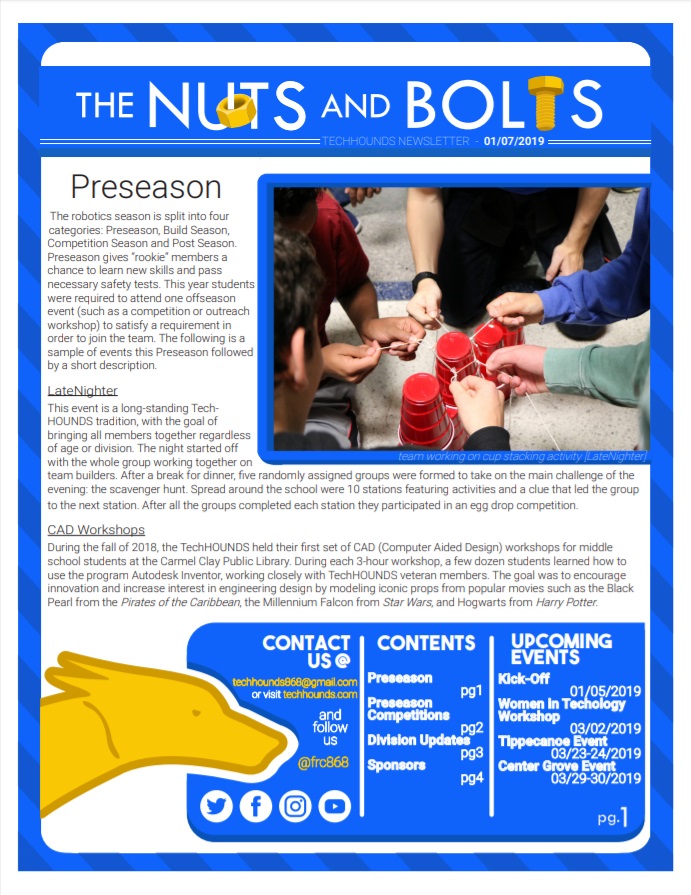 THE NUTS AND BOLTS
TECHHOUNDS NEWSLETTER - 01/07/2019
Preseason
The robotics season is split into four
categories: Preseason, Build Season,
Competition Season and Post Season.
Preseason gives "rookie" members a
chance to learn new skills and pass
necessary safety tests. This year students
were required to attend one offseason
event (such as a competition or outreach
workshop) to satisfy a requirement in
order to join the team. The following is a
sample of events this Preseason followed
by a short description.
team working on cup stacking activity [LateNighter]
LateNighter
This event is a long-standing Tech-
HOUNDS tradition, with the goal of
bringing all members together regardless
of age or division. The night started off
with the whole group working together on
team builders. After a break for dinner, five randomly assigned groups were formed to take on the main challenge of the
evening: the scavenger hunt. Spread around the school were 10 stations featuring activities and a clue that led the group
to the next station. After all the groups completed each station they participated in an egg drop competition.
CAD Workshops
During the fall of 2018, the TechHOUNDS held their first set of CAD (Computer Aided Design) workshops for middle
school students at the Carmel Clay Public Library. During each 3-hour workshop, a few dozen students learned how to
use the program Autodesk Inventor, working closely with TechHOUNDS veteran members. The goal was to encourage
innovation and increase interest in engineering design by modeling iconic props from popular movies such as the Black
Pearl from the Pirates of the Caribbean, the Millennium Falcon from Star Wars, and Hogwarts from Harry Potter.
CONTACT
US @
techhounds868@gmail.com
or visit techhounds.com
and
follow
us
@frc868
CONTENTS
Preseason
pg1
Preseason
Competitions
pg2
Division Updates
pg3
Sponsors
pg4
UPCOMING
EVENTS
Kick-Off
01/05/2019
Women in Techology
Workshop
03/02/2019
Tippecanoe Event
03/23-24/2019
Center Grove Event
03/29-30/2019
pg.1